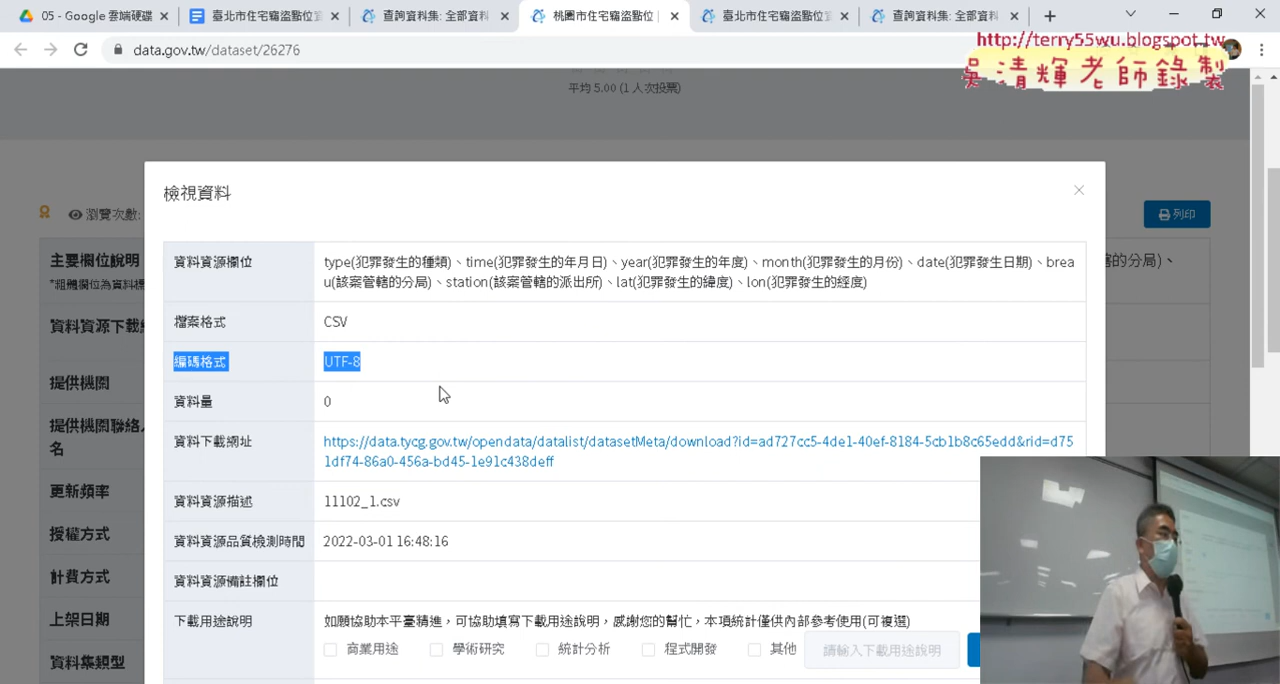 05 - Google 雲端硬碟
臺北市住宅竊盜點位資
查詢資料集: 全部資料
桃園市住宅竊盜點位
臺北市住宅竊盜點位資
查詢資料集: 全部資料
data.gov.tw/dataset/26276
http://terry55wu.blogspot.tw
吳清輝老師錄製
平均 5.00 (1 人次投票)
檢視資料
瀏覽次數:
列印
主要欄位說明
*粗體欄位為資料標
轄的分局)、
資料資源下載
提供機關
提供機關聯絡人
名
更新頻率
授權方式
計費方式
上架日期
資料集類型
資料資源欄位
type(犯罪發生的種類)、time(犯罪發生的年月日)、year(犯罪發生的年度)、month(犯罪發生的月份)、date(犯罪發生日期)、brea
u(該案管轄的分局)、station(該案管轄的派出所)、lat(犯罪發生的緯度)、lon(犯罪發生的經度)
檔案格式
CSV
編碼格式
UTF-8
資料量
0
資料下載網址
https://data.tycg.gov.tw/opendata/datalist/datasetMeta/download?id=ad727cc5-4de1-40ef-8184-5cb1b8c65edd&rid=d75
1df74-86a0-456a-bd45-1e91c438deff
資料資源描述
11102_1.csv
資料資源品質檢測時間
2022-03-01 16:48:16
資料資源備註欄位
下載用途說明
如願協助本平臺精進，可協助填寫下載用途說明，感謝您的幫忙，本項統計僅供內部參考使用(可複選)
商業用途
學術研究
統計分析
程式開發
其他
請輸入下載用途說明